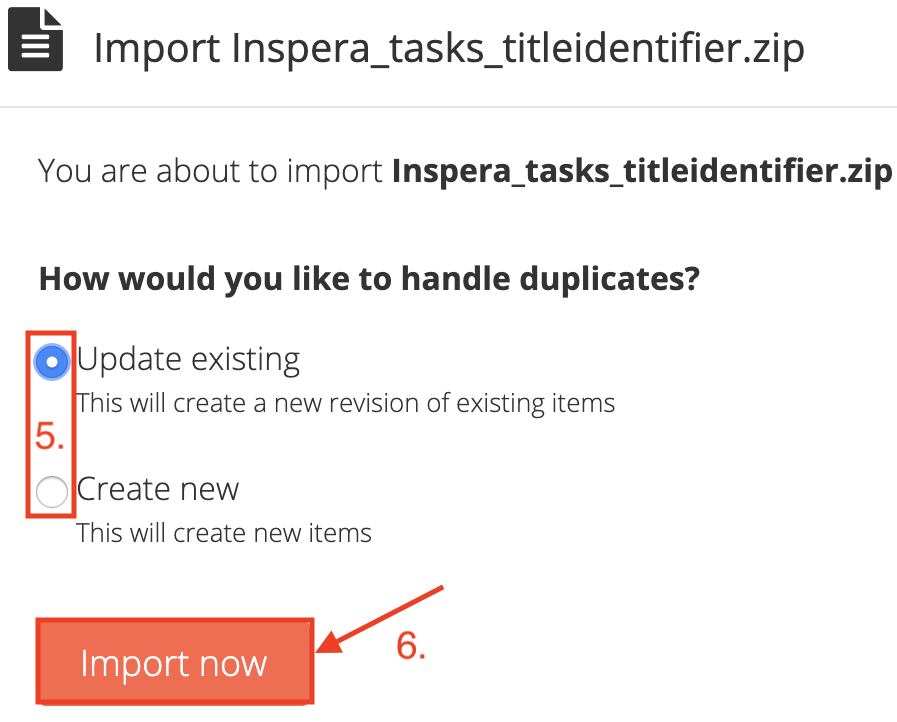 Import Inspera_tasks_titleidentifier.zip
You are about to import Inspera_tasks_titleidentifier.zip
How would you like to handle duplicates?
Update existing
This will create a new revision of existing items
5.
Create new
This will create new items
Import now
6.